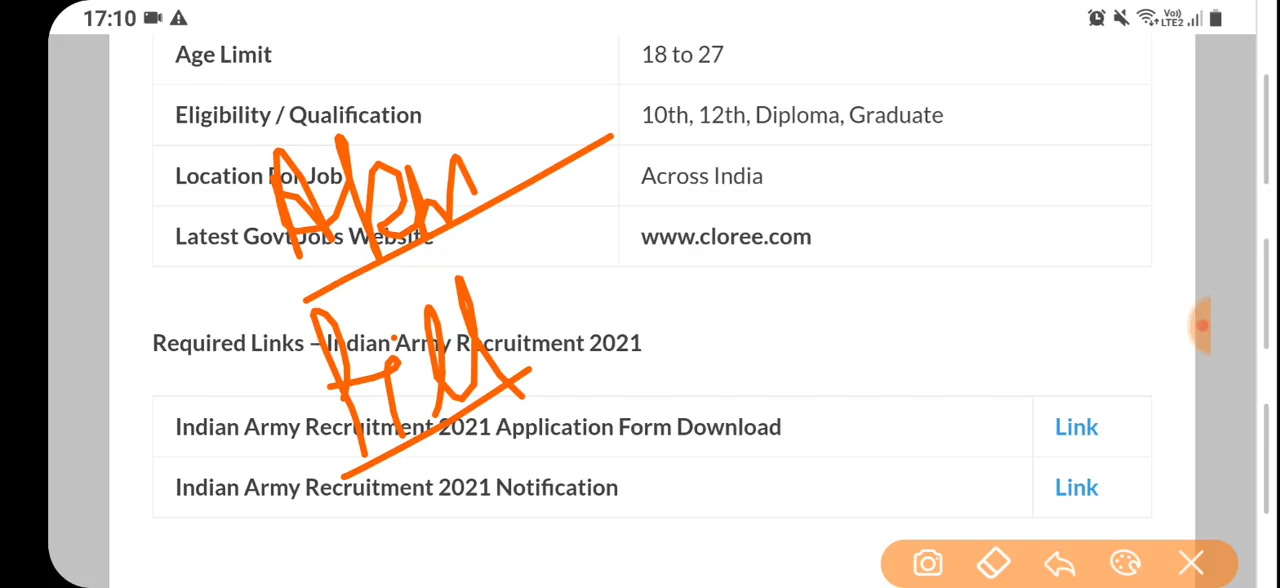 17:10 Vo)) LTE2
Age Limit 18 to 27
Eligibility / Qualification 10th, 12th, Diploma, Graduate
Location For Job Across India
Latest Govt Jobs Website www.cloree.com
Required Links – Indian Army Recruitment 2021
Indian Army Recruitment 2021 Application Form Download Link
Indian Army Recruitment 2021 Notification Link